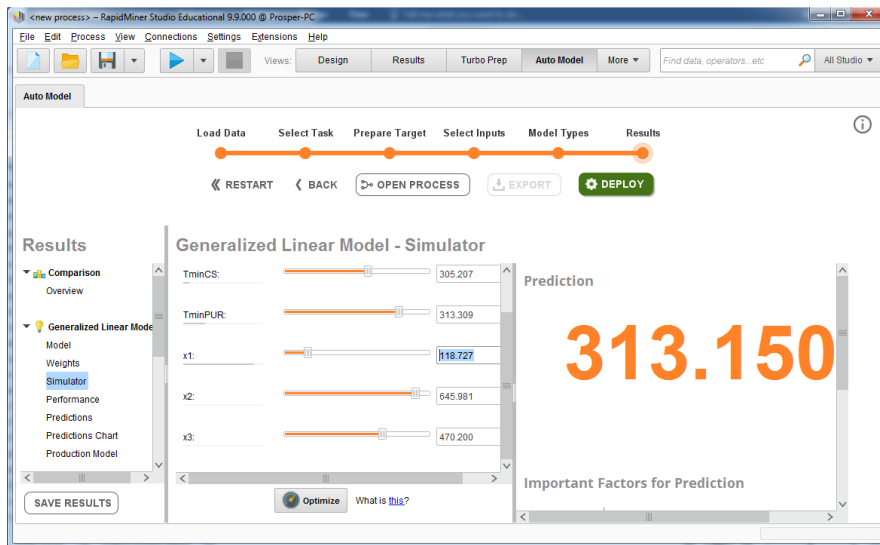 <new process> – RapidMiner Studio Educational 9.9.000 @ Prosper-PC
File Edit Process View Connections Settings Extensions Help
Views: Design Results Turbo Prep Auto Model More Find data, operators...etc All Studio
Auto Model
Load Data Select Task Prepare Target Select Inputs Model Types Results
RESTART BACK OPEN PROCESS EXPORT DEPLOY
Results
Comparison
Overview
Generalized Linear Mode
Model
Weights
Simulator
Performance
Predictions
Predictions Chart
Production Model
SAVE RESULTS
Generalized Linear Model - Simulator
TminCS: 305.207
TminPUR: 313.309
x1: 118.727
x2: 645.981
x3: 470.200
Optimize What is this?
Prediction
313.150
Important Factors for Prediction